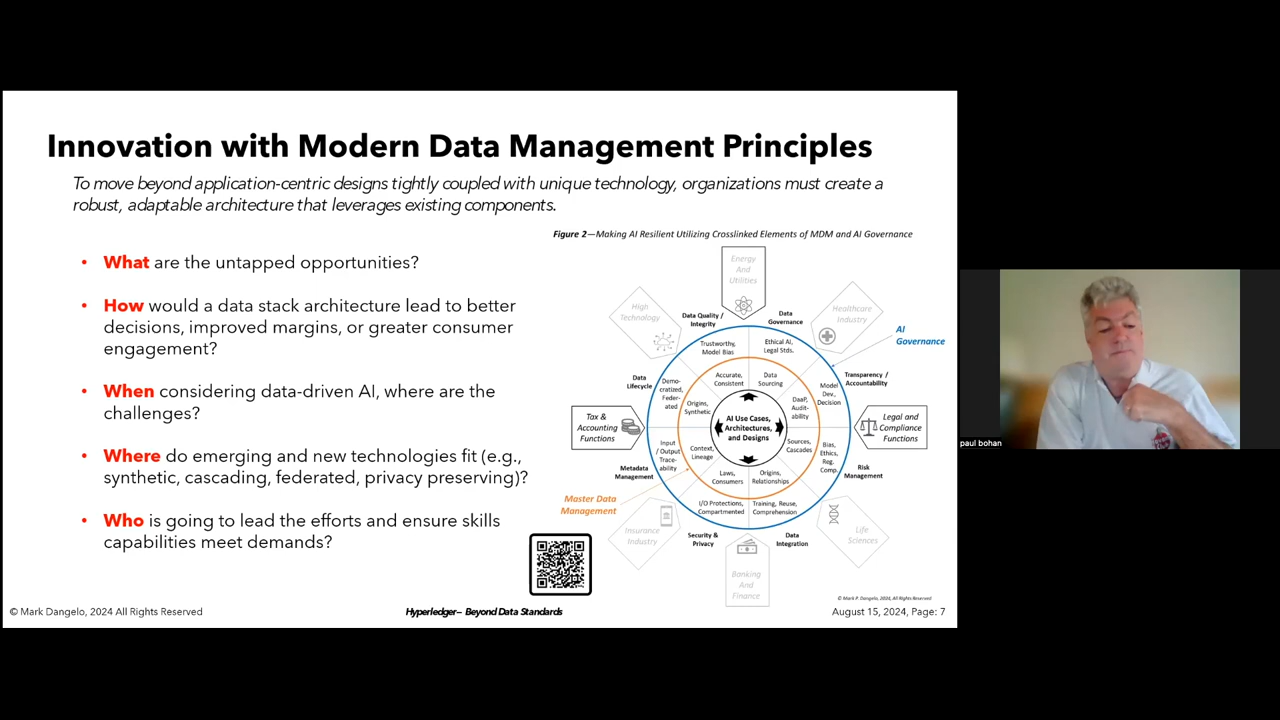 Innovation with Modern Data Management Principles
To move beyond application-centric designs tightly coupled with unique technology, organizations must create a
robust, adaptable architecture that leverages existing components.
• What are the untapped opportunities?
• How would a data stack architecture lead to better
decisions, improved margins, or greater consumer
engagement?
• When considering data-driven AI, where are the
challenges?
• Where do emerging and new technologies fit (e.g.,
synthetic, cascading, federated, privacy preserving)?
• Who is going to lead the efforts and ensure skills
capabilities meet demands?
Figure 2—Making AI Resilient Utilizing Crosslinked Elements of MDM and AI Governance
Energy
And
Utilities
High
Technology
Healthcare
Industry
Data Quality /
Integrity
Data
Governance
AI
Governance
Trustworthy,
Model Bias
Ethical AI,
Legal Stds.
Data
Lifecycle
Transparency /
Accountability
Demo-
cratized,
Feder-
ated
Accurate,
Consistent
Data
Sourcing
Model
Dev.,
Decision
Origins,
Synthetic
DaaP,
Audit-
ability
Tax &
Accounting
Functions
AI Use Cases,
Architectures,
and Designs
Legal and
Compliance
Functions
Input
/ Output
Trace-
ability
Context,
Lineage
Sources,
Cascades
Bias,
Ethics,
Reg.
Comp.
Metadata
Management
Laws,
Consumers
Origins,
Relationships
Risk
Management
Master Data
Management
I/O Protections,
Compartmented
Training, Reuse,
Comprehension
Insurance
Industry
Security &
Privacy
Data
Integration
Life
Sciences
Banking
And
Finance
© Mark P. Dangelo, 2024, All Rights Reserved
© Mark Dangelo, 2024 All Rights Reserved
Hyperledger – Beyond Data Standards
August 15, 2024, Page: 7
paul bohan